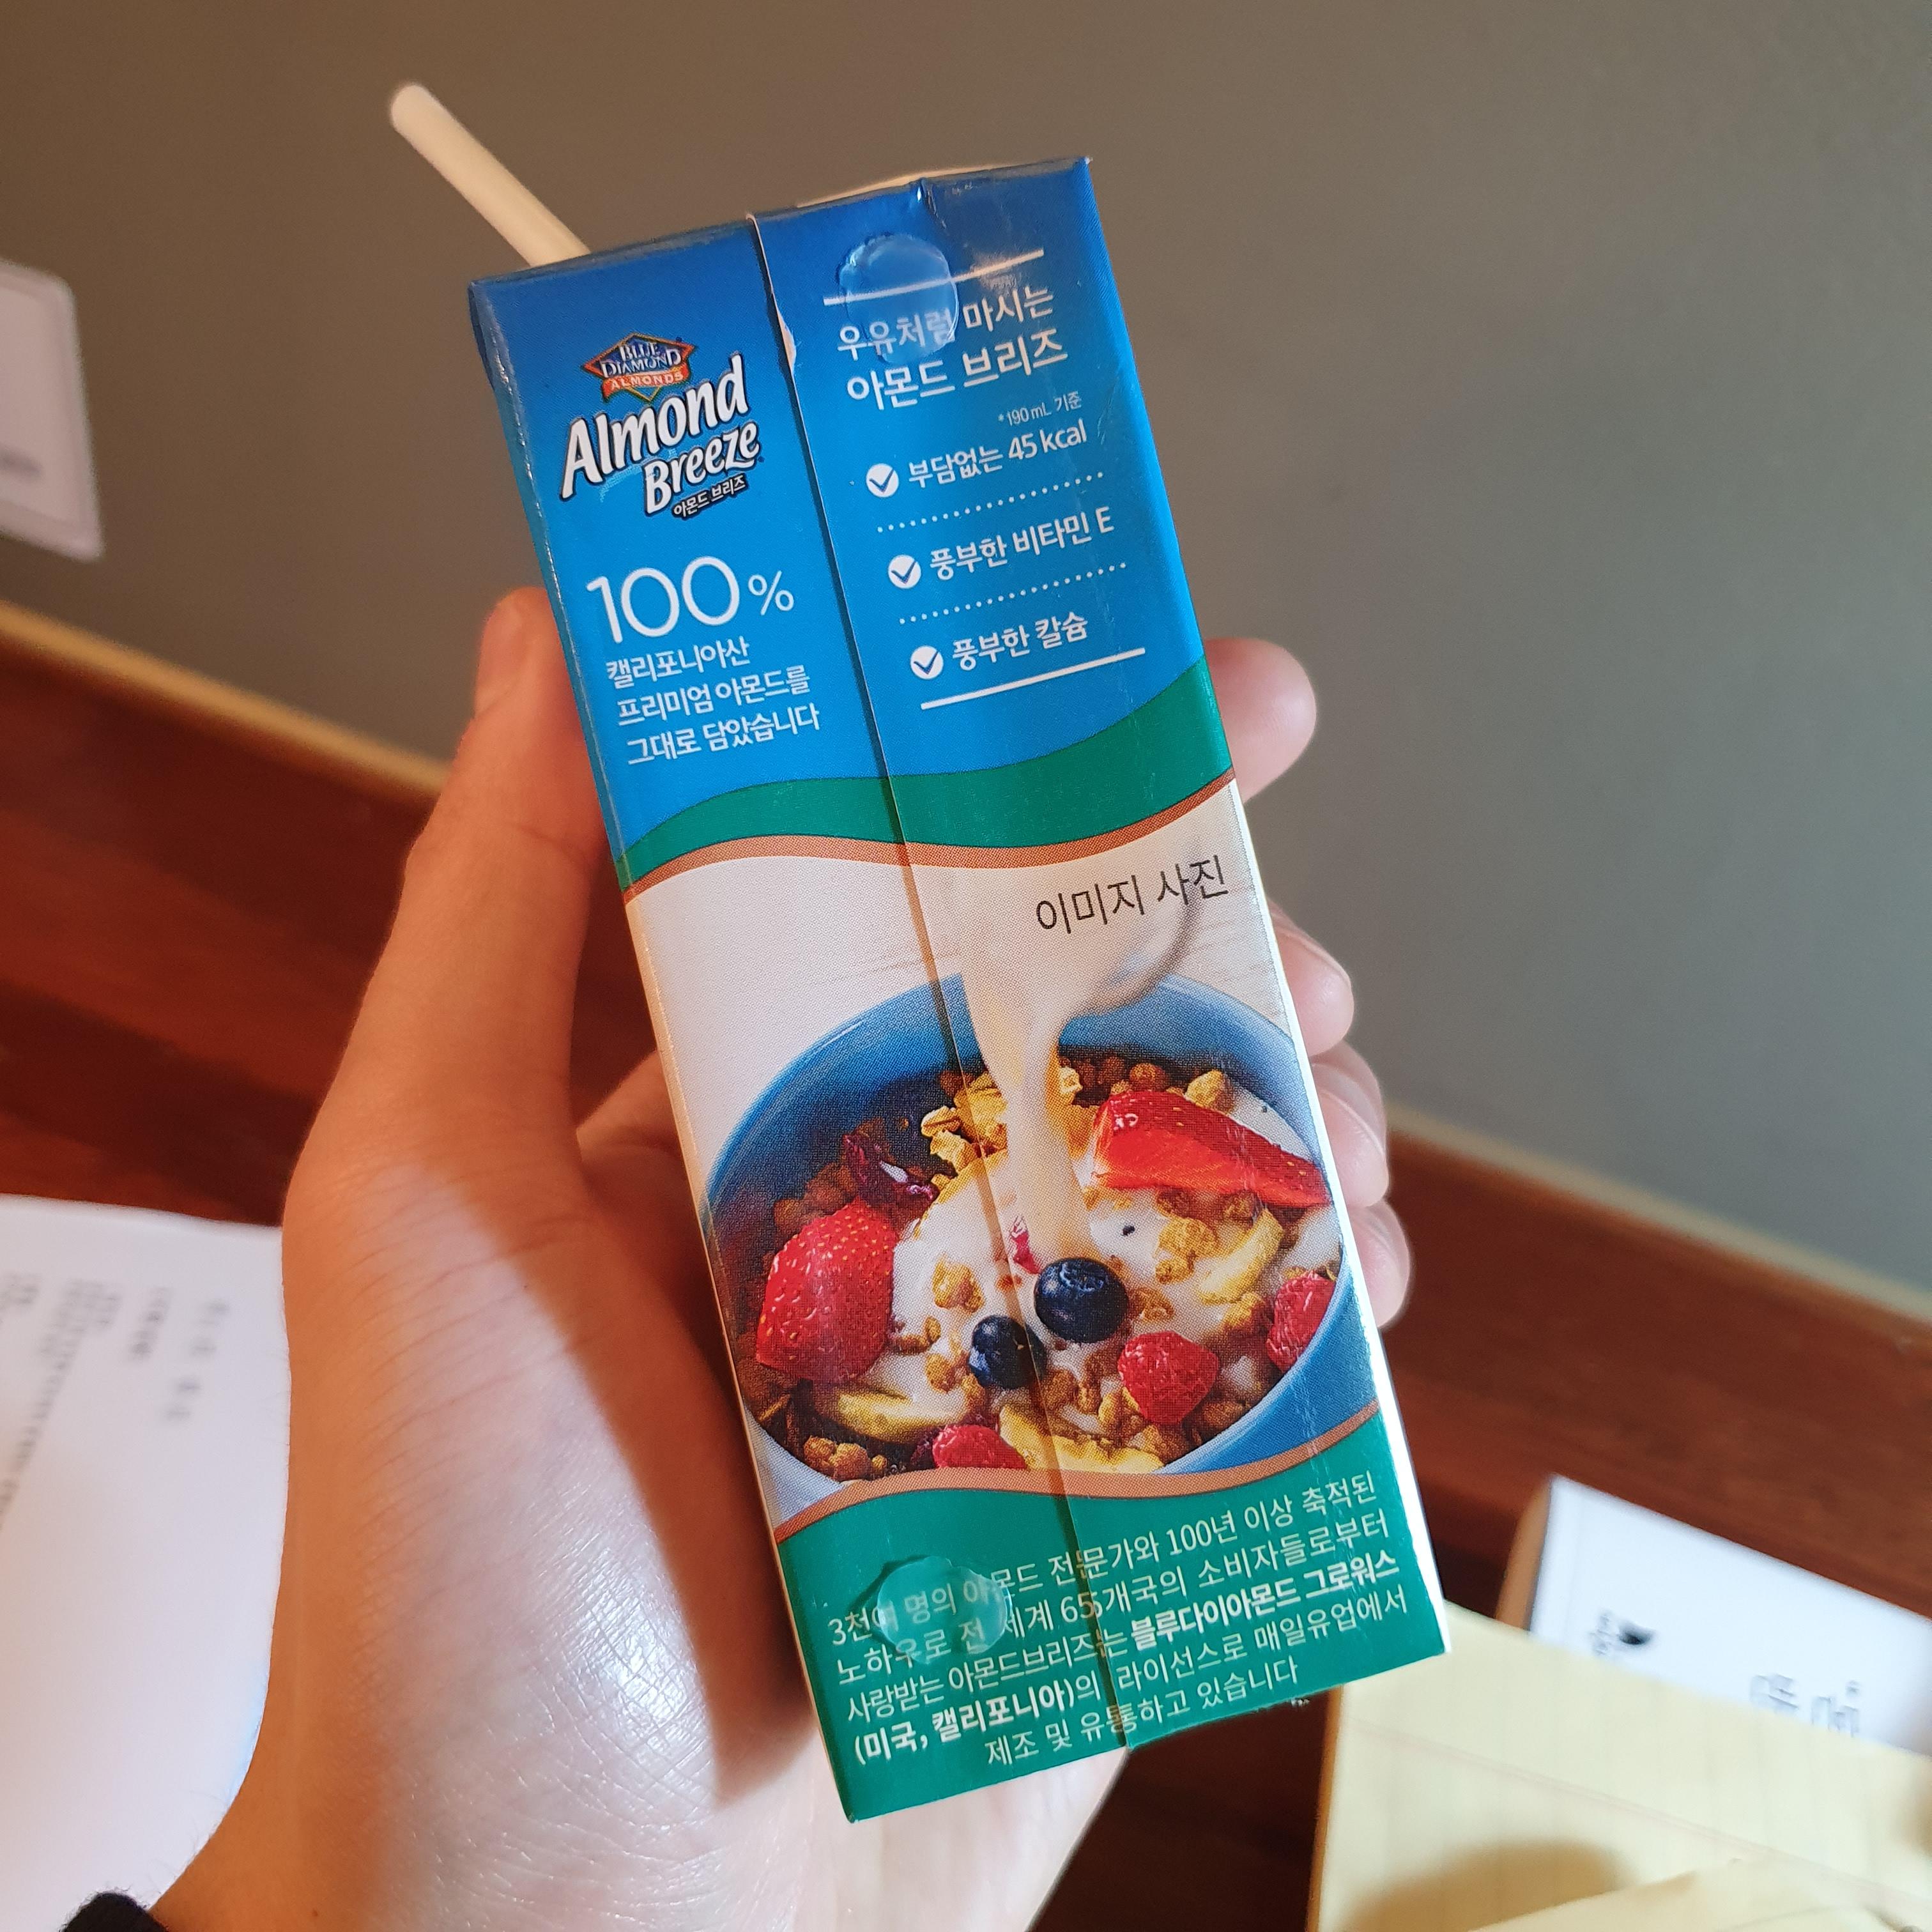 BLUE
DIAMOND
ALMONDS
Almond
Breeze
아몬드 브리즈
100%
캘리포니아산
프리미엄 아몬드를
그대로 담았습니다
우유처럼 마시는
아몬드 브리즈
*190 mL 기준
부담없는 45 kcal
풍부한 비타민 E
풍부한 칼슘
이미지 사진
3천여 명의 아몬드 전문가와 100년 이상 축적된
노하우로 전 세계 65개국의 소비자들로부터
사랑받는 아몬드브리즈는 블루다이아몬드 그로워스
(미국, 캘리포니아)의 라이선스로 매일유업에서
제조 및 유통하고 있습니다